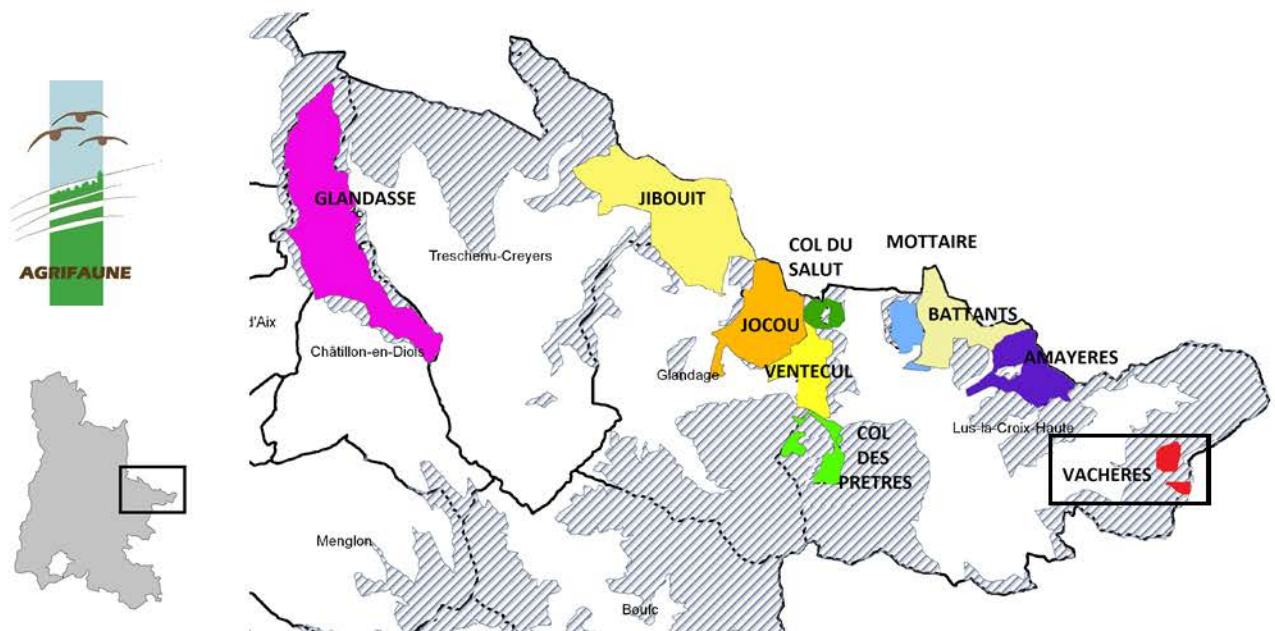 AGRIFAUNE
GLANDASSE
JIBOUIT
COL DU
SALUT
MOTTAIRE
Treschenu-Creyers
d'Aix
Châtillon-en-Diois
JOCOU
BATTANTS
AMAYERES
Glandage
VENTECUL
Lus-la-Croix-Haute
COL
DES
PRETRES
VACHERES
Menglon
Boulc